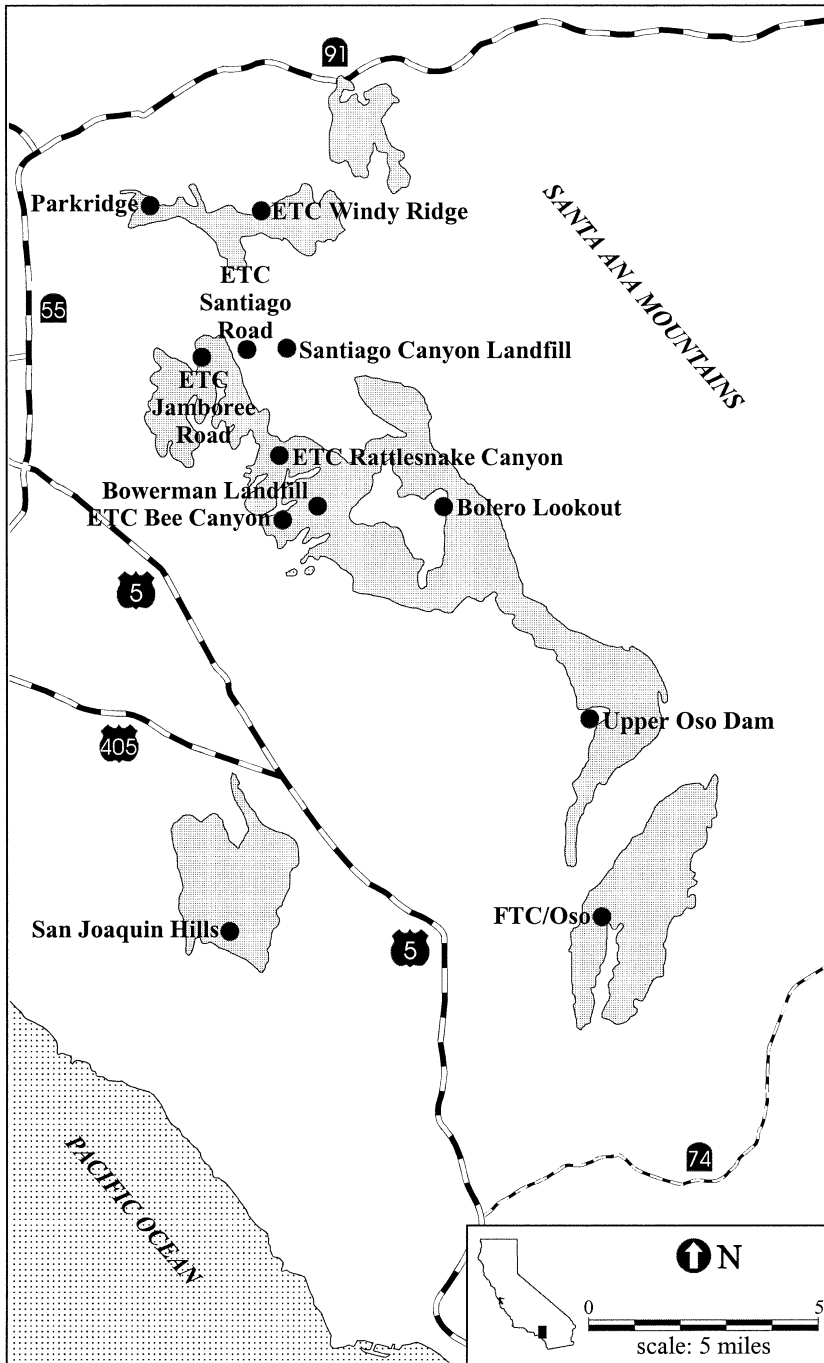 91
Parkridge
ETC Windy Ridge
SANTA ANA MOUNTAINS
55
ETC
Santiago
Road
Santiago Canyon Landfill
ETC
Jamboree
Road
ETC Rattlesnake Canyon
Bowerman Landfill
ETC Bee Canyon
Bolero Lookout
5
405
Upper Oso Dam
San Joaquin Hills
FTC/Oso
5
74
PACIFIC OCEAN
N
0 5
scale: 5 miles